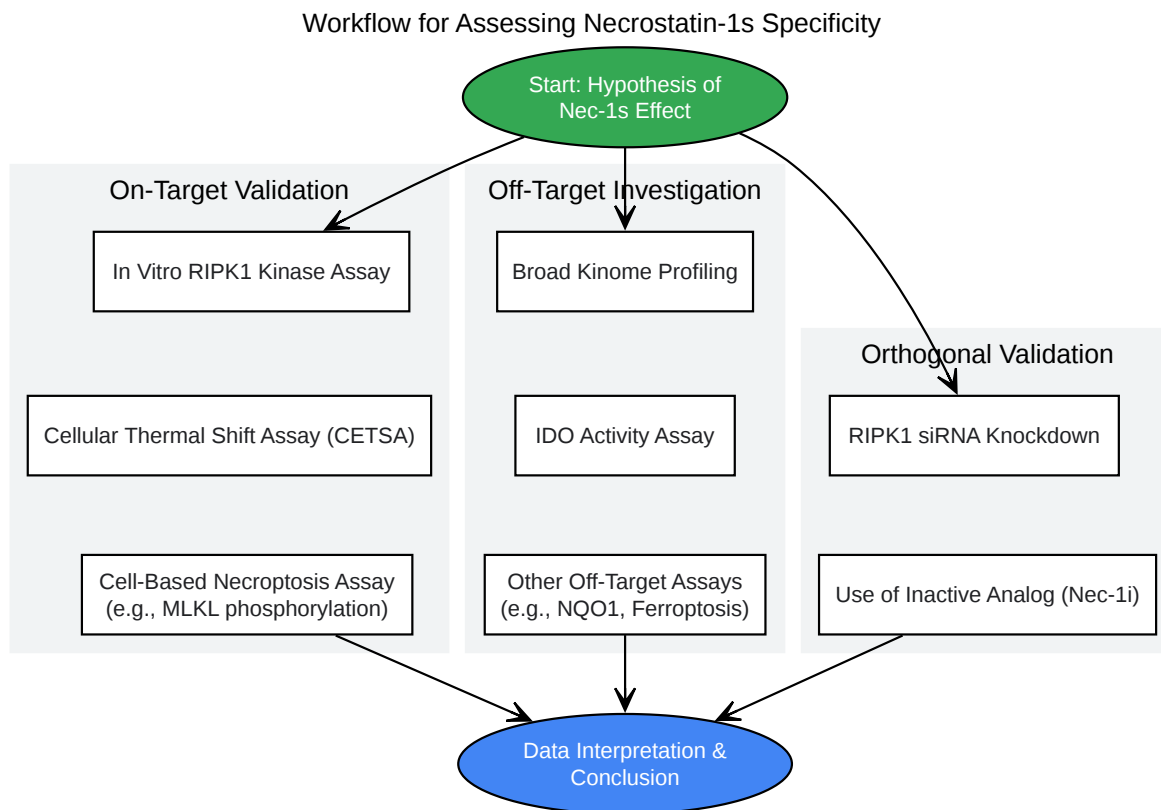 Workflow for Assessing Necrostatin-1s Specificity
Start: Hypothesis of
Nec-1s Effect
On-Target Validation
In Vitro RIPK1 Kinase Assay
Cellular Thermal Shift Assay (CETSA)
Cell-Based Necroptosis Assay
(e.g., MLKL phosphorylation)
Off-Target Investigation
Broad Kinome Profiling
IDO Activity Assay
Other Off-Target Assays
(e.g., NQO1, Ferroptosis)
Orthogonal Validation
RIPK1 siRNA Knockdown
Use of Inactive Analog (Nec-1i)
Data Interpretation &
Conclusion